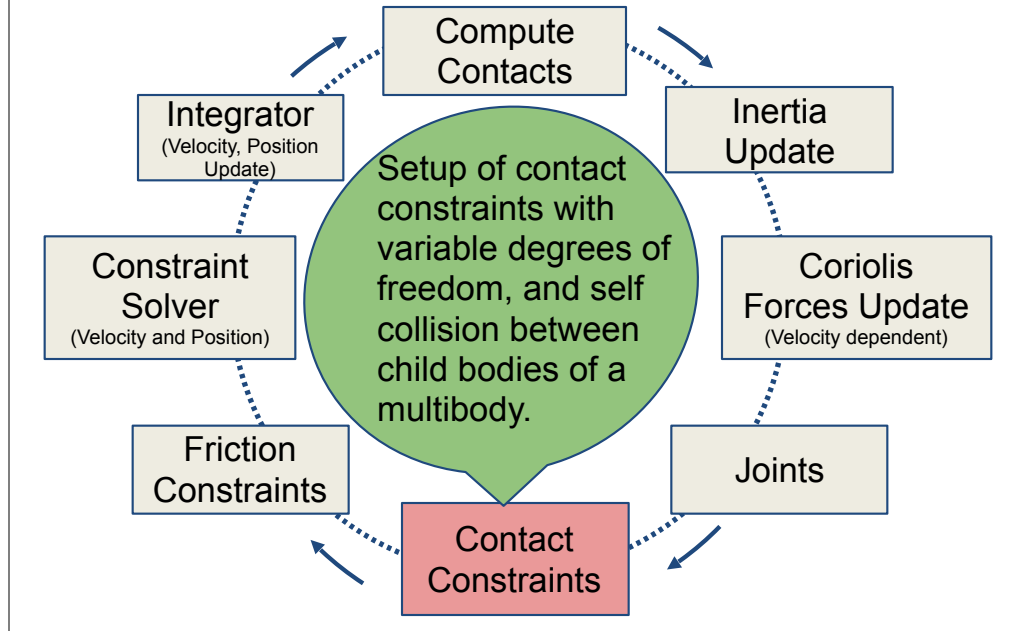 Compute
Contacts
Inertia
Update
Coriolis
Forces Update
(Velocity dependent)
Joints
Contact
Constraints
Friction
Constraints
Constraint
Solver
(Velocity and Position)
Integrator
(Velocity, Position
Update)
Setup of contact
constraints with
variable degrees of
freedom, and self
collision between
child bodies of a
multibody.